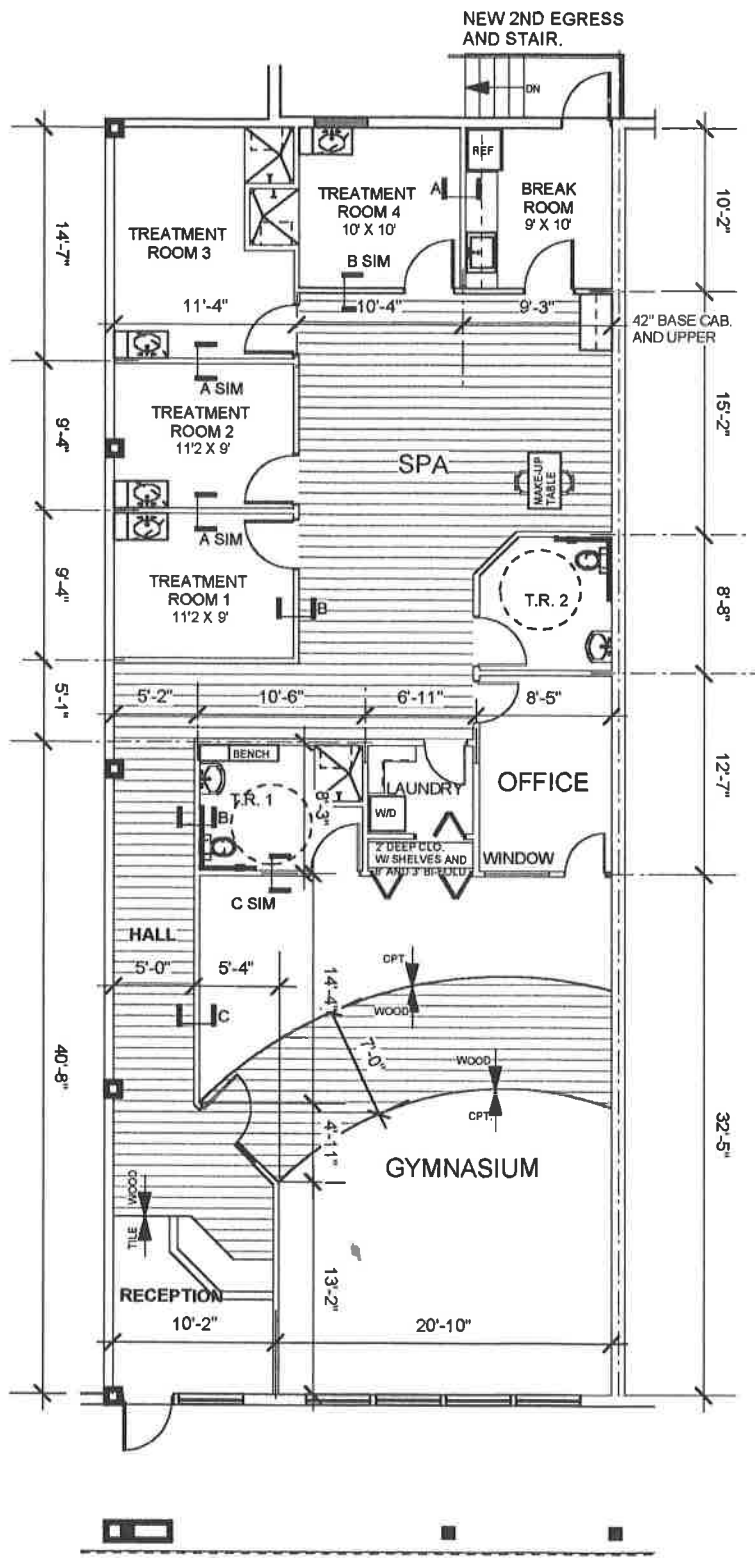 NEW 2ND EGRESS
AND STAIR.
DN
REF
TREATMENT
ROOM 4
10' X 10'
A
BREAK
ROOM
9' X 10'
TREATMENT
ROOM 3
B SIM
14'-7"
10'-2"
11'-4"
10'-4"
9'-3"
42" BASE CAB.
AND UPPER
A SIM
TREATMENT
ROOM 2
11'2 X 9'
9'-4"
SPA
MAKE-UP
TABLE
15'-2"
A SIM
TREATMENT
ROOM 1
11'2 X 9'
B
9'-4"
T.R. 2
8'-8"
5'-1"
5'-2"
10'-6"
6'-11"
8'-5"
BENCH
T.R. 1
8'-3"
B
LAUNDRY
W/D
OFFICE
12'-7"
2' DEEP CLO.
W/ SHELVES AND
8' AND 3' BI-FOLD
WINDOW
C SIM
HALL
5'-0"
5'-4"
C
14'-4"
CPT.
WOOD
7'-0"
WOOD
CPT.
4'-11"
40'-8"
32'-5"
GYMNASIUM
WOOD
TILE
RECEPTION
13'-2"
10'-2"
20'-10"